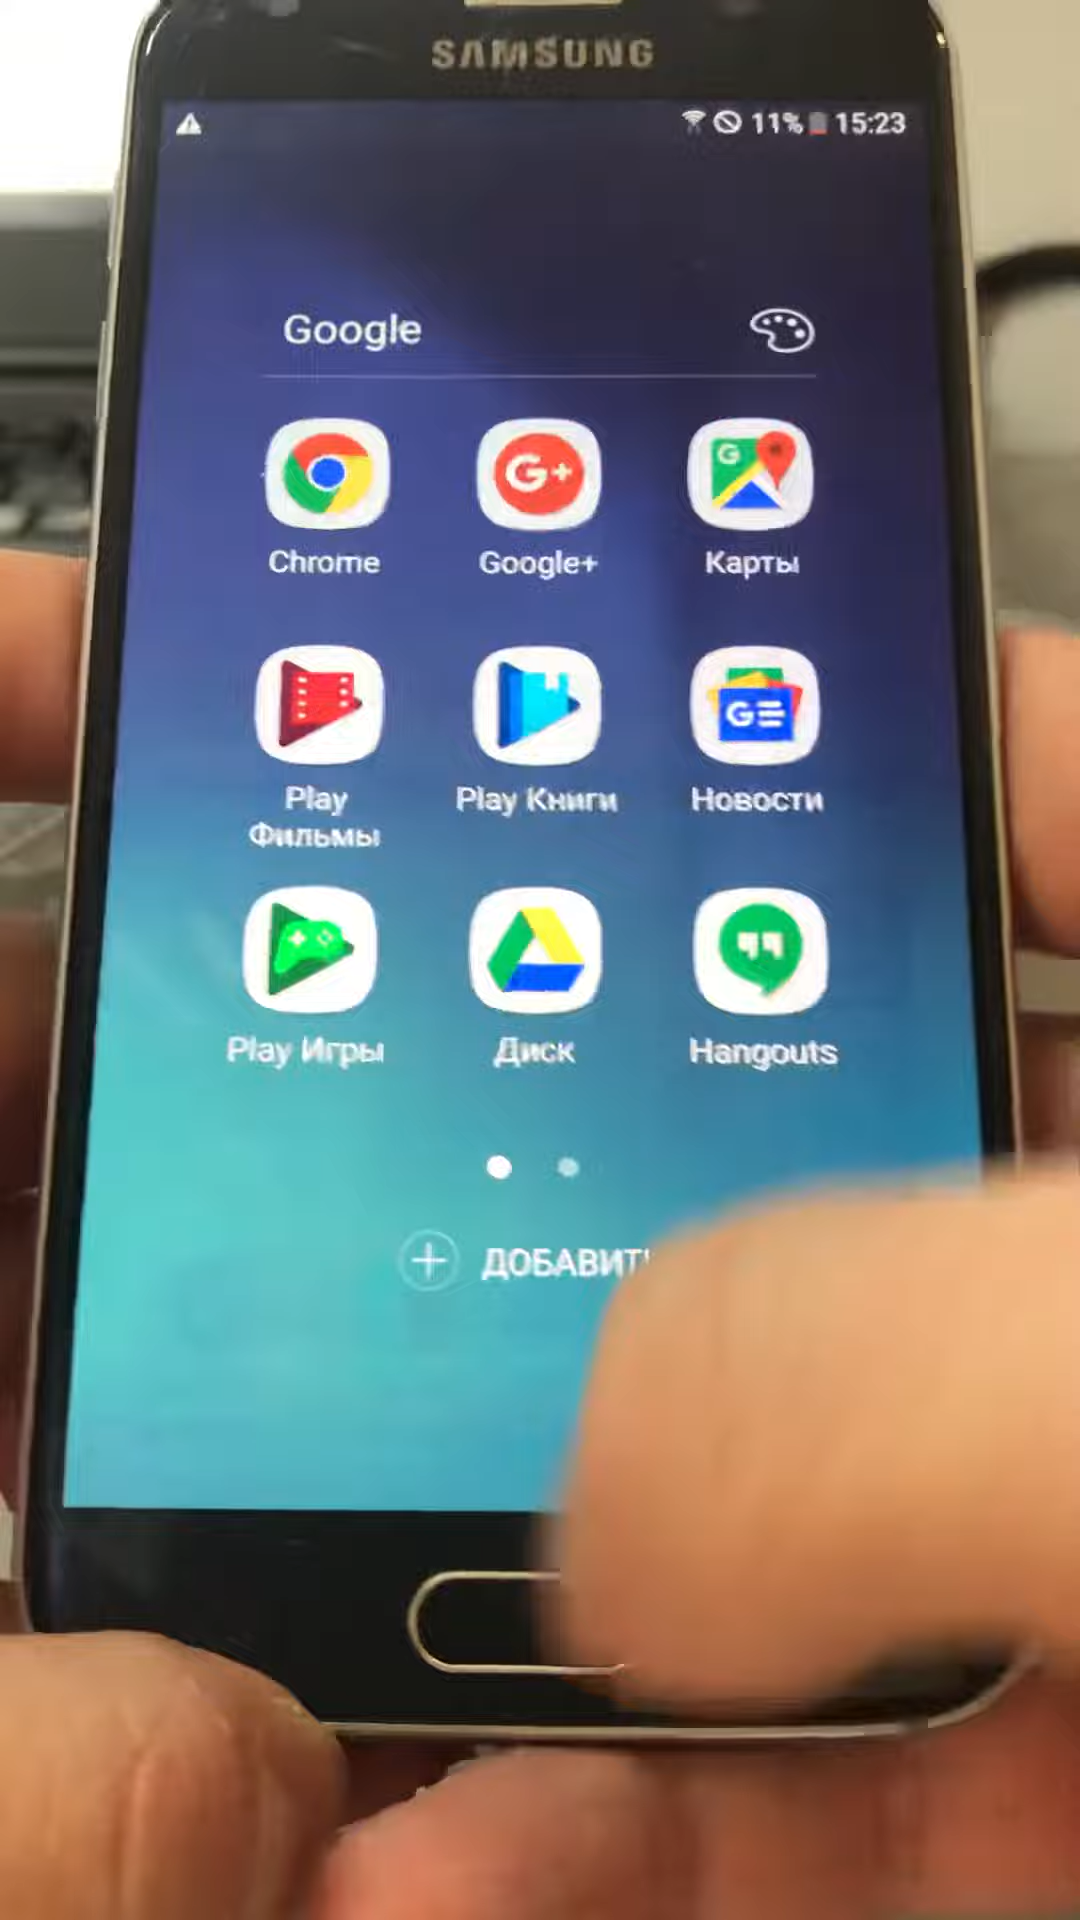 SAMSUNG
11% 15:23
Google
Chrome
Google+
Карты
Play
Фильмы
Play Книги
Новости
Play Игры
Диск
Hangouts
ДОБАВИТЬ